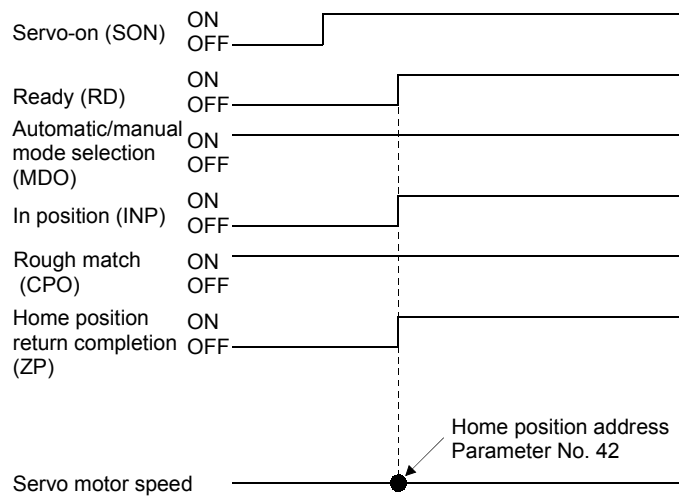 Servo-on (SON)
ON
OFF
Ready (RD)
ON
OFF
Automatic/manual
mode selection
(MDO)
ON
OFF
In position (INP)
ON
OFF
Rough match
(CPO)
ON
OFF
Home position
return completion
(ZP)
ON
OFF
Home position address
Parameter No. 42
Servo motor speed